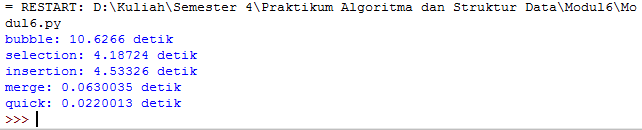 = RESTART: D:\Kuliah\Semester 4\Praktikum Algoritma dan Struktur Data\Modul6\Mo
dul6.py
bubble: 10.6266 detik
selection: 4.18724 detik
insertion: 4.53326 detik
merge: 0.0630035 detik
quick: 0.0220013 detik
>>>